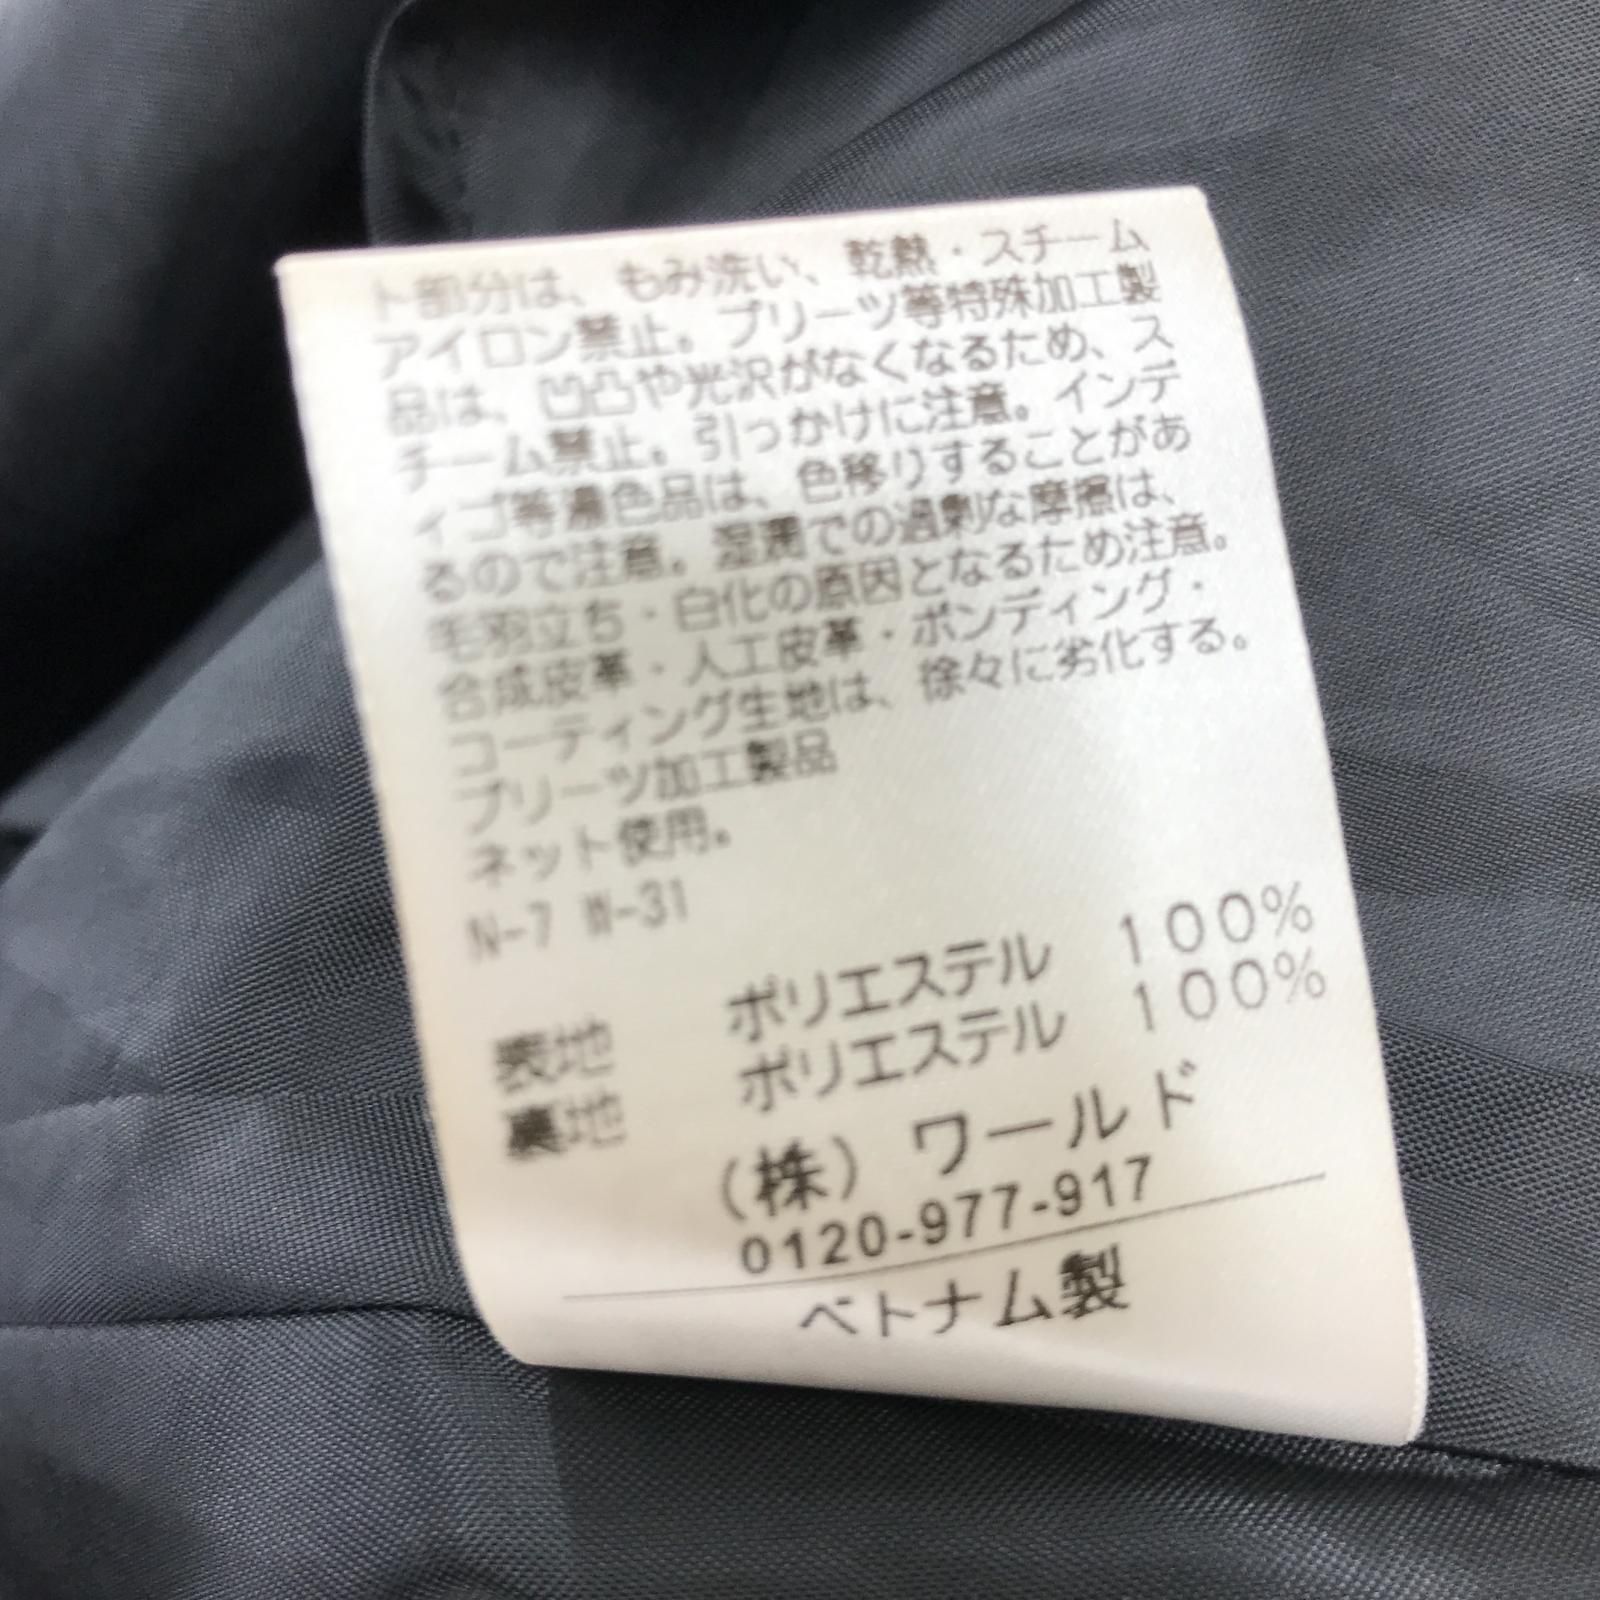 ト部分は、もみ洗い、乾熱・スチーム
アイロン禁止。プリーツ等特殊加工製
品は、凹凸や光沢がなくなるため、ス
チーム禁止。引っかけに注意。インデ
ィゴ等濃色品は、色移りすることがあ
るので注意。湿潤での過剰な摩擦は、
毛羽立ち・白化の原因となるため注意。
合成皮革・人工皮革・ボンディング・
コーティング生地は、徐々に劣化する。
プリーツ加工製品
ネット使用。
N-7 W-31
表地 ポリエステル 100%
裏地 ポリエステル 100%
(株) ワールド
0120-977-917
ベトナム製